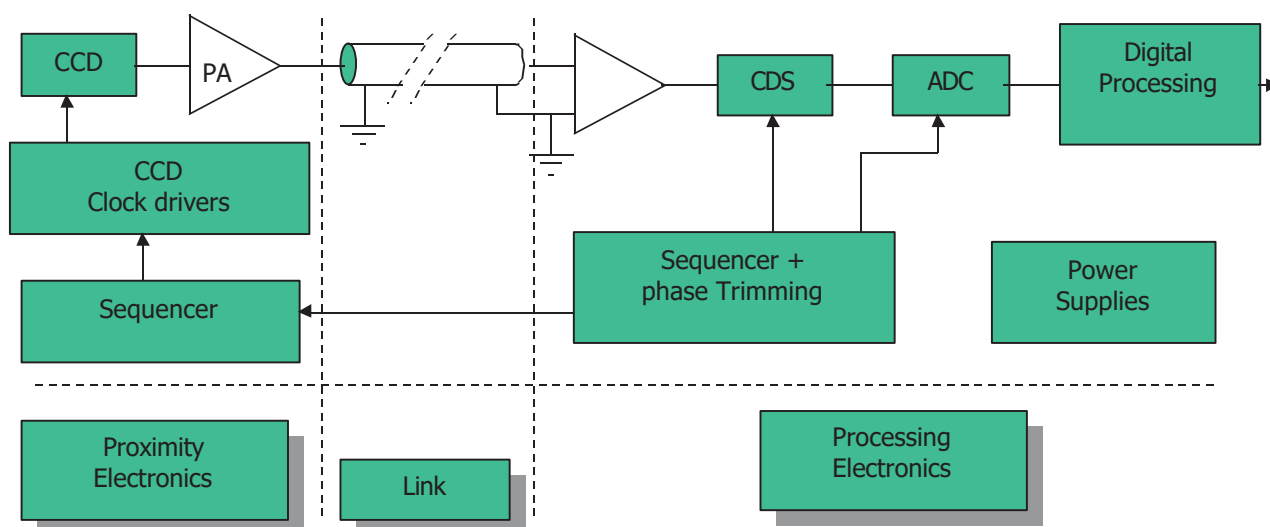 CCD
PA
CDS
ADC
Digital
Processing
CCD
Clock drivers
Sequencer
Sequencer +
phase Trimming
Power
Supplies
Proximity
Electronics
Link
Processing
Electronics